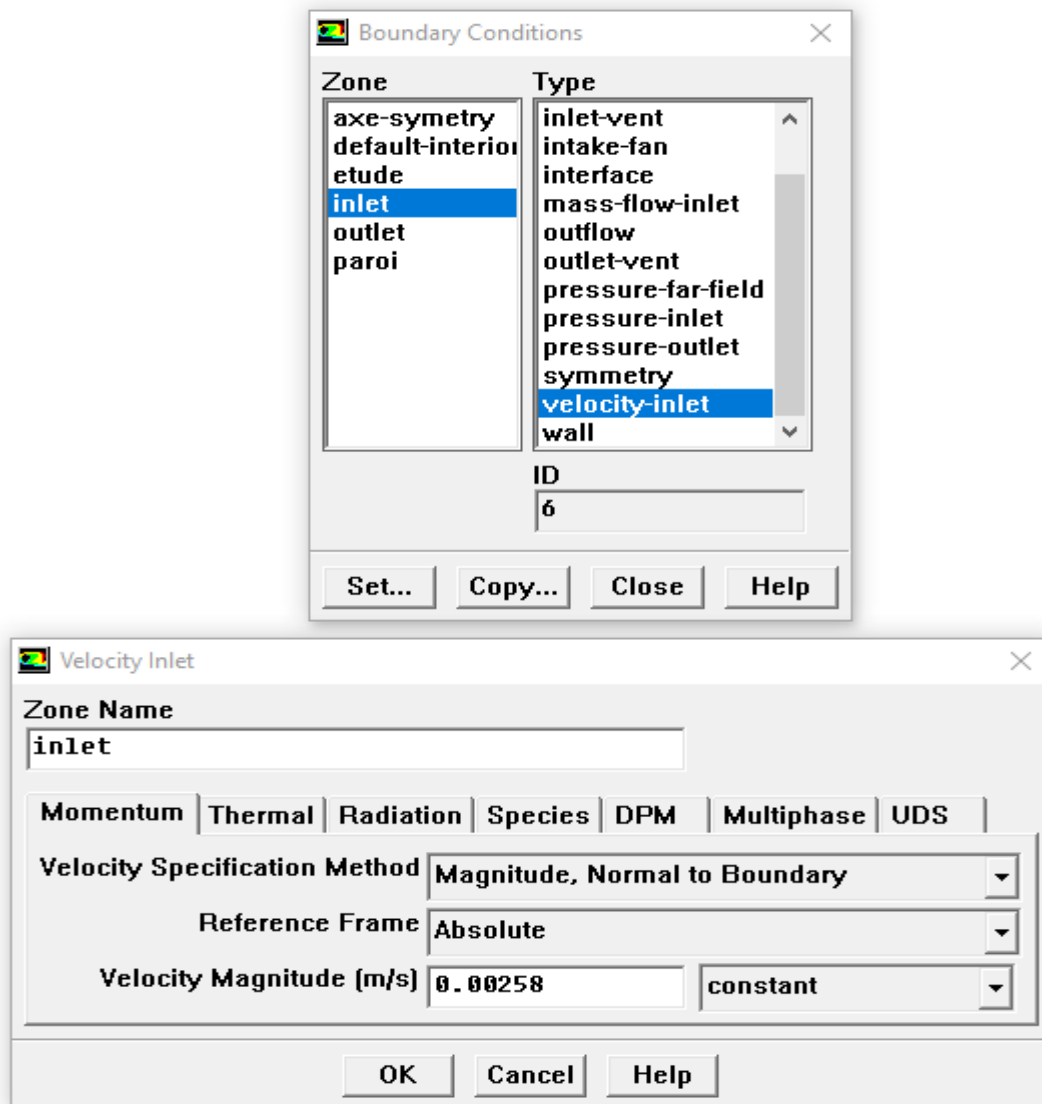 Boundary Conditions
Zone Type
axe-symetry inlet-vent
default-interior intake-fan
etude interface
inlet mass-flow-inlet
outlet outflow
paroi outlet-vent
pressure-far-field
pressure-inlet
pressure-outlet
symmetry
velocity-inlet
wall
ID
6
Set... Copy... Close Help
Velocity Inlet
Zone Name
inlet
Momentum Thermal Radiation Species DPM Multiphase UDS
Velocity Specification Method Magnitude, Normal to Boundary
Reference Frame Absolute
Velocity Magnitude (m/s) 0.00258 constant
OK Cancel Help